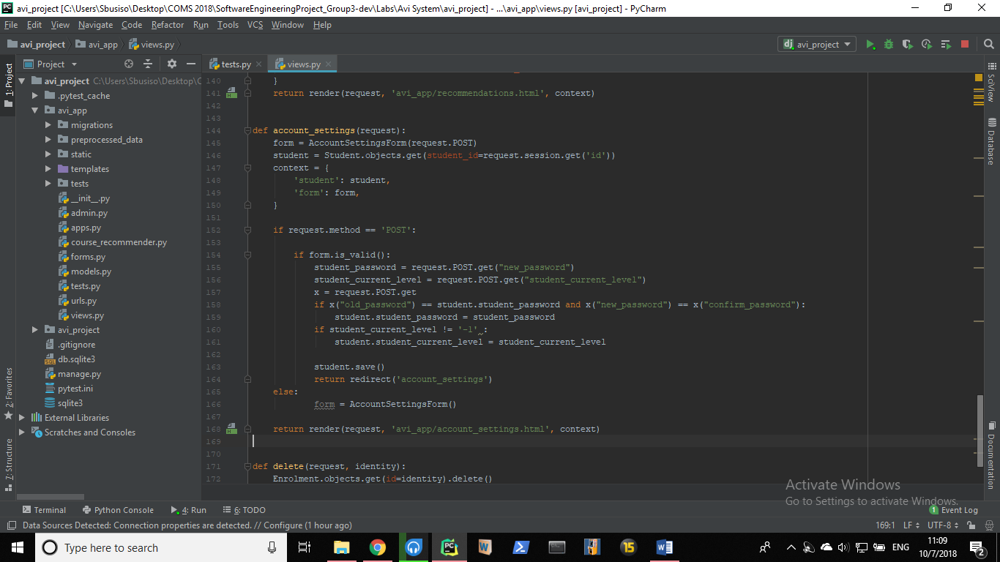 avi_project [C:\Users\Sbusiso\Desktop\COMS 2018\SoftwareEngineeringProject_Group3-dev\Labs\Avi System\avi_project] - ...\avi_app\views.py [avi_project] - PyCharm
File Edit View Navigate Code Refactor Run Tools VCS Window Help
avi_project avi_app views.py
avi_project
1: Project
Project
tests.py
views.py
avi_project C:\Users\Sbusiso\Desktop\C
.pytest_cache
avi_app
migrations
preprocessed_data
static
templates
tests
__init__.py
admin.py
apps.py
course_recommender.py
forms.py
models.py
tests.py
urls.py
views.py
avi_project
.gitignore
db.sqlite3
manage.py
pytest.ini
sqlite3
External Libraries
Scratches and Consoles
2: Favorites
7: Structure
140 }
141 return render(request, 'avi_app/recommendations.html', context)
142
143
144 def account_settings(request):
145 form = AccountSettingsForm(request.POST)
146 student = Student.objects.get(student_id=request.session.get('id'))
147 context = {
148 'student': student,
149 'form': form,
150 }
151
152 if request.method == 'POST':
153
154 if form.is_valid():
155 student_password = request.POST.get("new_password")
156 student_current_level = request.POST.get("student_current_level")
157 x = request.POST.get
158 if x("old_password") == student.student_password and x("new_password") == x("confirm_password"):
159 student.student_password = student_password
160 if student_current_level != '-1' :
161 student.student_current_level = student_current_level
162
163 student.save()
164 return redirect('account_settings')
165 else:
166 form = AccountSettingsForm()
167
168 return render(request, 'avi_app/account_settings.html', context)
169
170
171 def delete(request, identity):
172 Enrolment.objects.get(id=identity).delete()
SciView
Database
Documentation
Activate Windows
Go to Settings to activate Windows.
Terminal Python Console 4: Run 6: TODO
1 Event Log
Data Sources Detected: Connection properties are detected. // Configure (1 hour ago)
169:1 LF UTF-8
Type here to search
15
ENG
11:09
10/7/2018
2